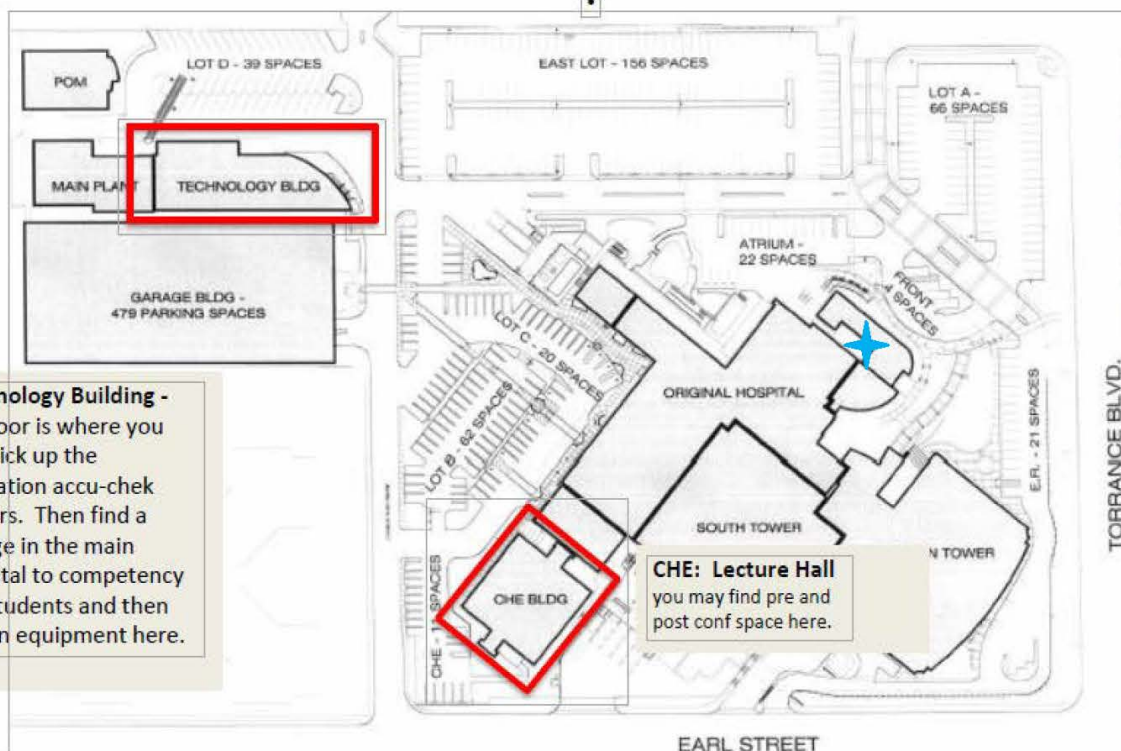 POM
LOT D - 39 SPACES
EAST LOT - 156 SPACES
LOT A -
66 SPACES
MAIN PLANT
TECHNOLOGY BLDG
ATRIUM -
22 SPACES
FRONT
4 SPACES
GARAGE BLDG -
479 PARKING SPACES
LOT C - 20 SPACES
ORIGINAL HOSPITAL
LOT B - 62 SPACES
E.R. - 21 SPACES
TORRANCE BLVD.
nology Building -
oor is where you
ick up the
ation accu-chek
rs. Then find a
ge in the main
tal to competency
tudents and then
n equipment here.
SOUTH TOWER
N TOWER
CHE BLDG
CHE - 11 SPACES
CHE: Lecture Hall
you may find pre and
post conf space here.
EARL STREET